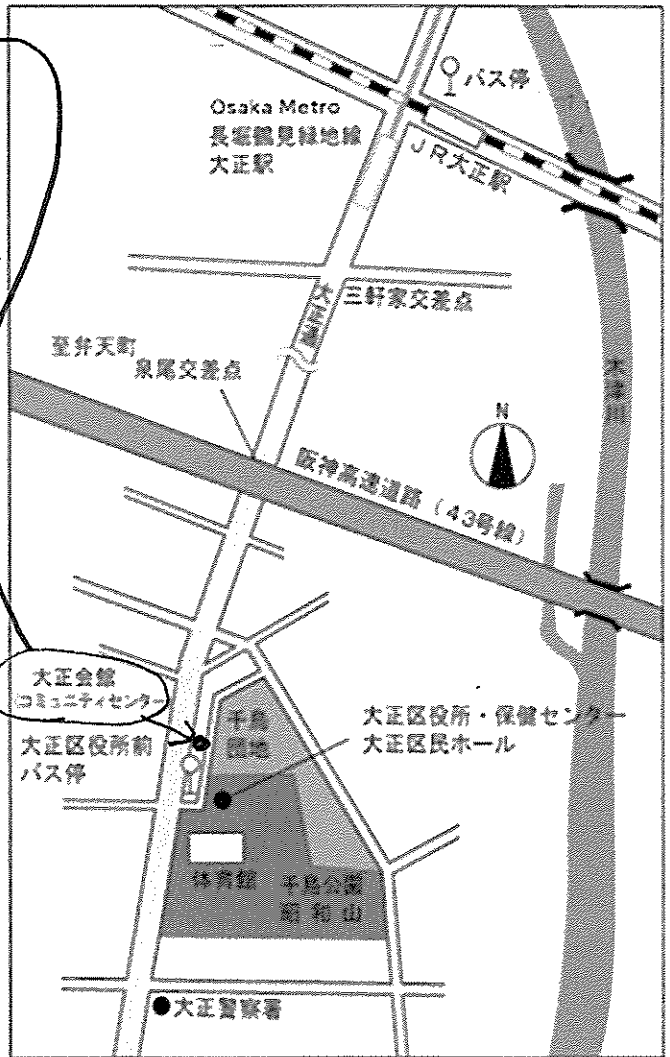 バス停
Osaka Metro
長堀鶴見緑地線
大正駅
JR大正駅
三軒家交差点
大正通
至弁天町
泉尾交差点
木津川
N
阪神高速道路（43号線）
大正会館
コミュニティセンター
千島
団地
大正区役所・保健センター
大正区民ホール
大正区役所前
バス停
体育館
千島公園
昭和山
大正警察署